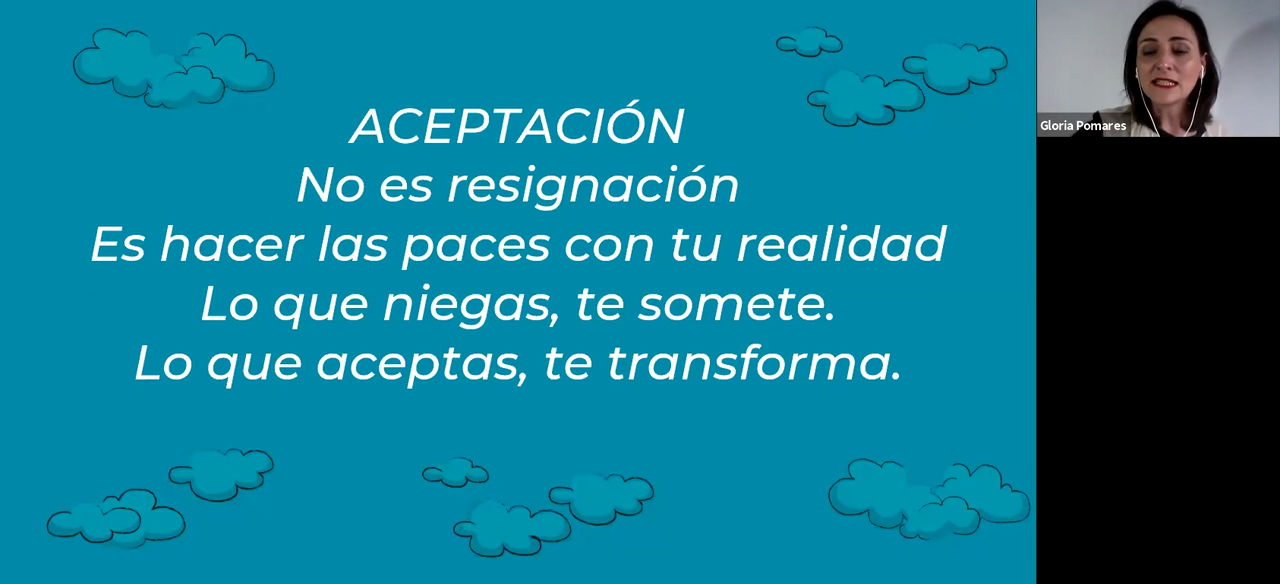 ACEPTACIÓN
No es resignación
Es hacer las paces con tu realidad
Lo que niegas, te somete.
Lo que aceptas, te transforma.
Gloria Pomares